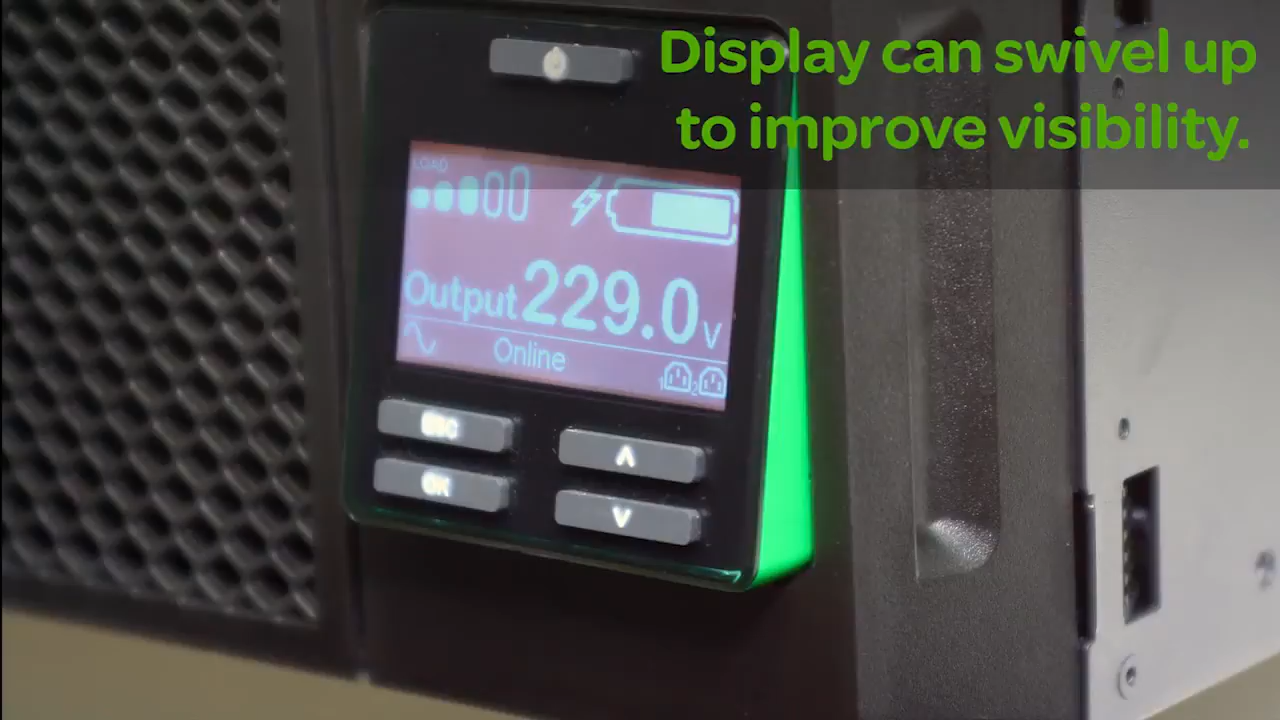 Display can swivel up
to improve visibility.
LOAD
Output 229.0 V
Online
1 2
ESC
OK